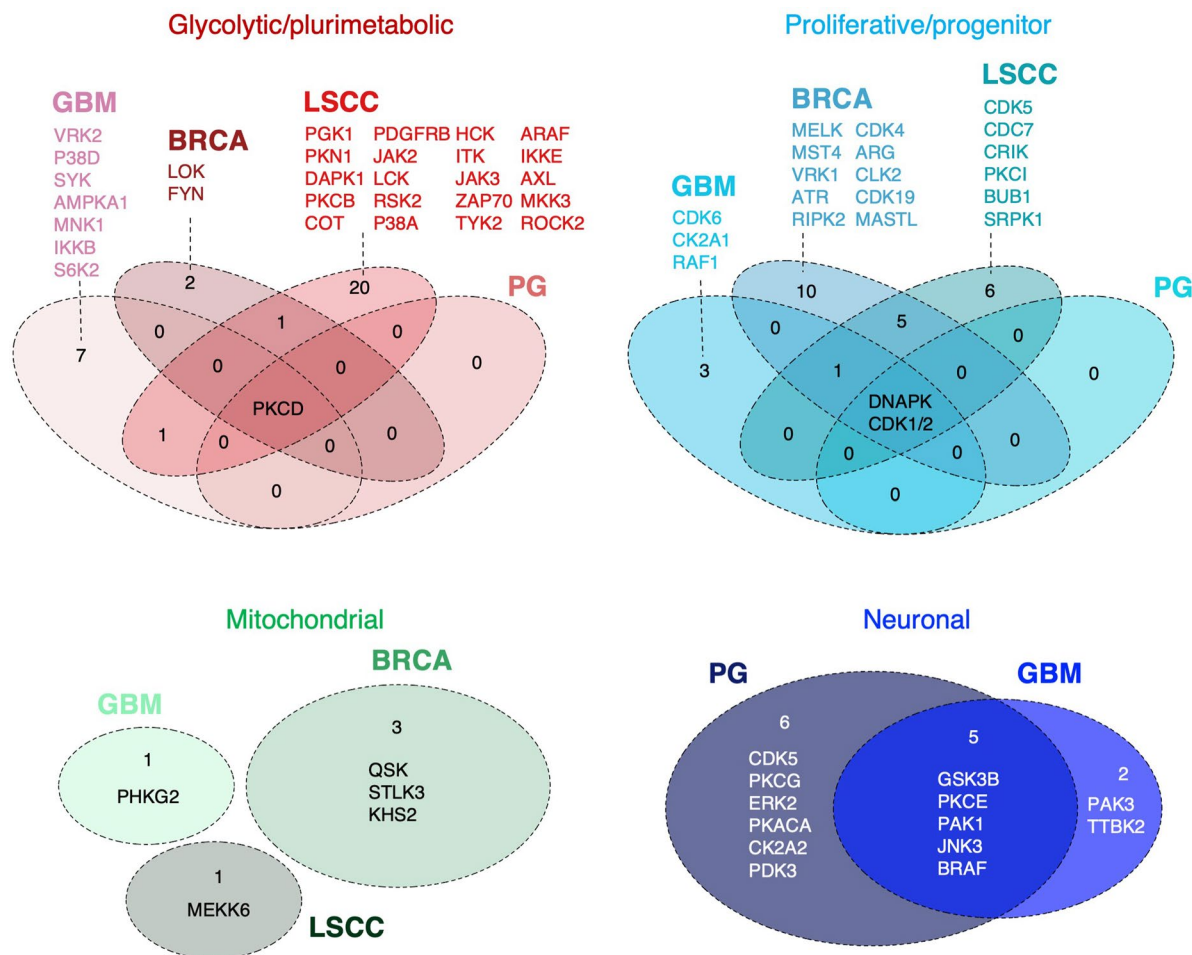 Glycolytic/plurimetabolic
GBM
VRK2
P38D
SYK
AMPKA1
MNK1
IKKB
S6K2
BRCA
LOK
FYN
LSCC
PGK1 PDGFRB HCK ARAF
PKN1 JAK2 ITK IKKE
DAPK1 LCK JAK3 AXL
PKCB RSK2 ZAP70 MKK3
COT P38A TYK2 ROCK2
PG
2
20
0
1
0
7
0
0
0
PKCD
1
0
0
0
0
Proliferative/progenitor
GBM
CDK6
CK2A1
RAF1
BRCA
MELK CDK4
MST4 ARG
VRK1 CLK2
ATR CDK19
RIPK2 MASTL
LSCC
CDK5
CDC7
CRIK
PKCI
BUB1
SRPK1
PG
10
6
0
5
0
3
1
0
0
DNAPK
CDK1/2
0
0
0
0
0
Mitochondrial
GBM
1
PHKG2
BRCA
3
QSK
STLK3
KHS2
1
MEKK6
LSCC
Neuronal
PG
GBM
6
CDK5
PKCG
ERK2
PKACA
CK2A2
PDK3
5
GSK3B
PKCE
PAK1
JNK3
BRAF
2
PAK3
TTBK2